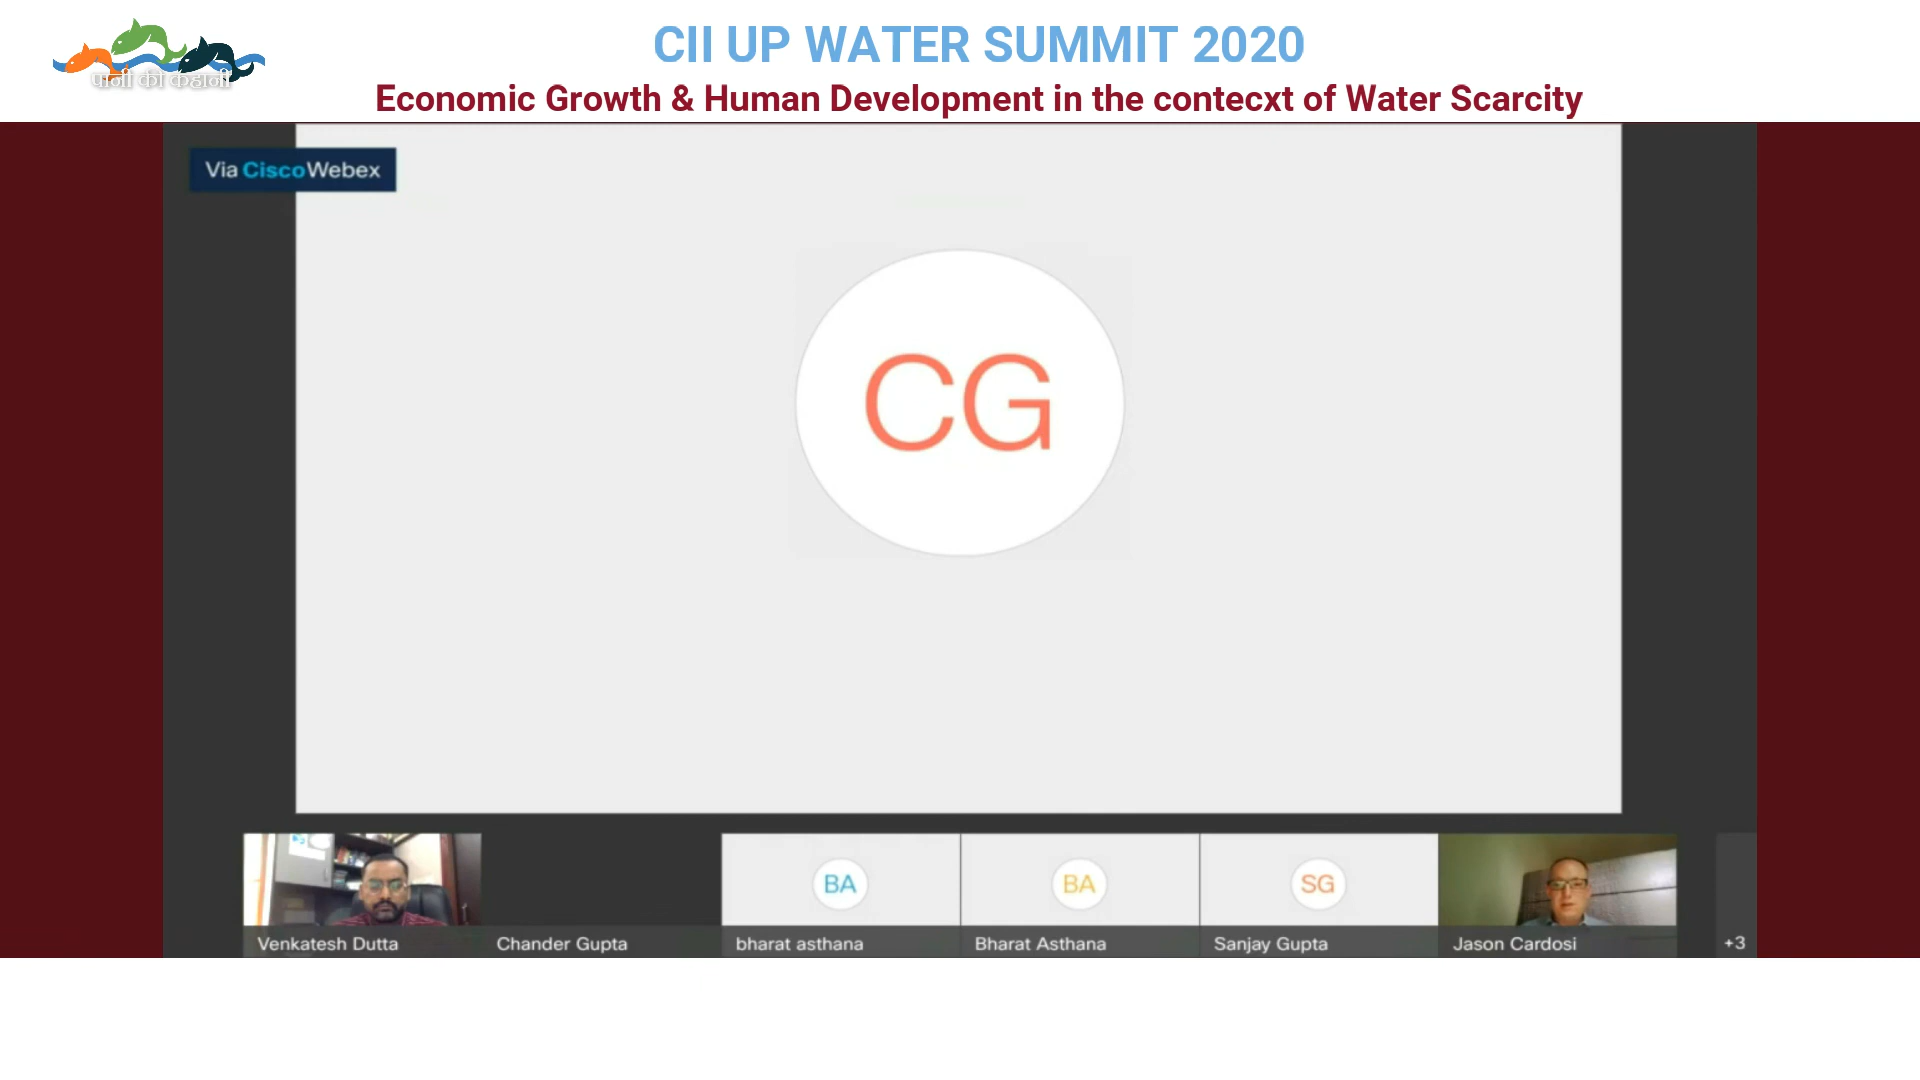 CII UP WATER SUMMIT 2020
पानी की कहानी
Economic Growth & Human Development in the contecxt of Water Scarcity
Via CiscoWebex
CG
BA
BA
SG
Venkatesh Dutta
Chander Gupta
bharat asthana
Bharat Asthana
Sanjay Gupta
Jason Cardosi
+3